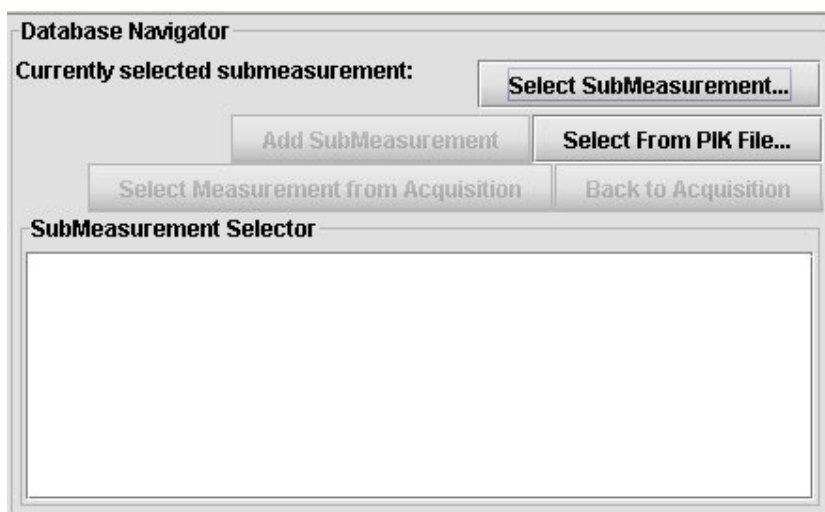 Database Navigator
Currently selected submeasurement:
Select SubMeasurement...
Add SubMeasurement
Select From PIK File...
Select Measurement from Acquisition
Back to Acquisition
SubMeasurement Selector